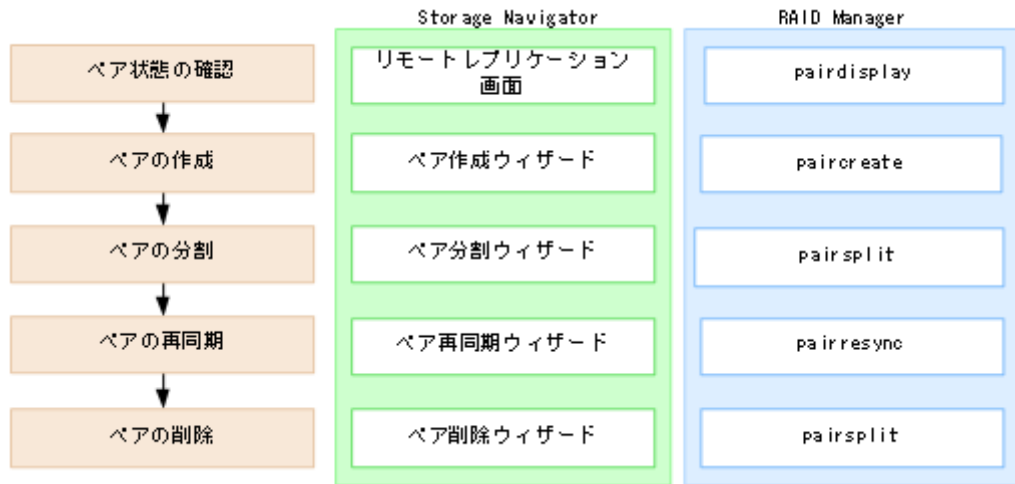 Storage Navigator
RAID Manager
ペア状態の確認
リモートレプリケーション
画面
pairdisplay
ペアの作成
ペア作成ウィザード
paircreate
ペアの分割
ペア分割ウィザード
pairsplit
ペアの再同期
ペア再同期ウィザード
pairresync
ペアの削除
ペア削除ウィザード
pairsplit